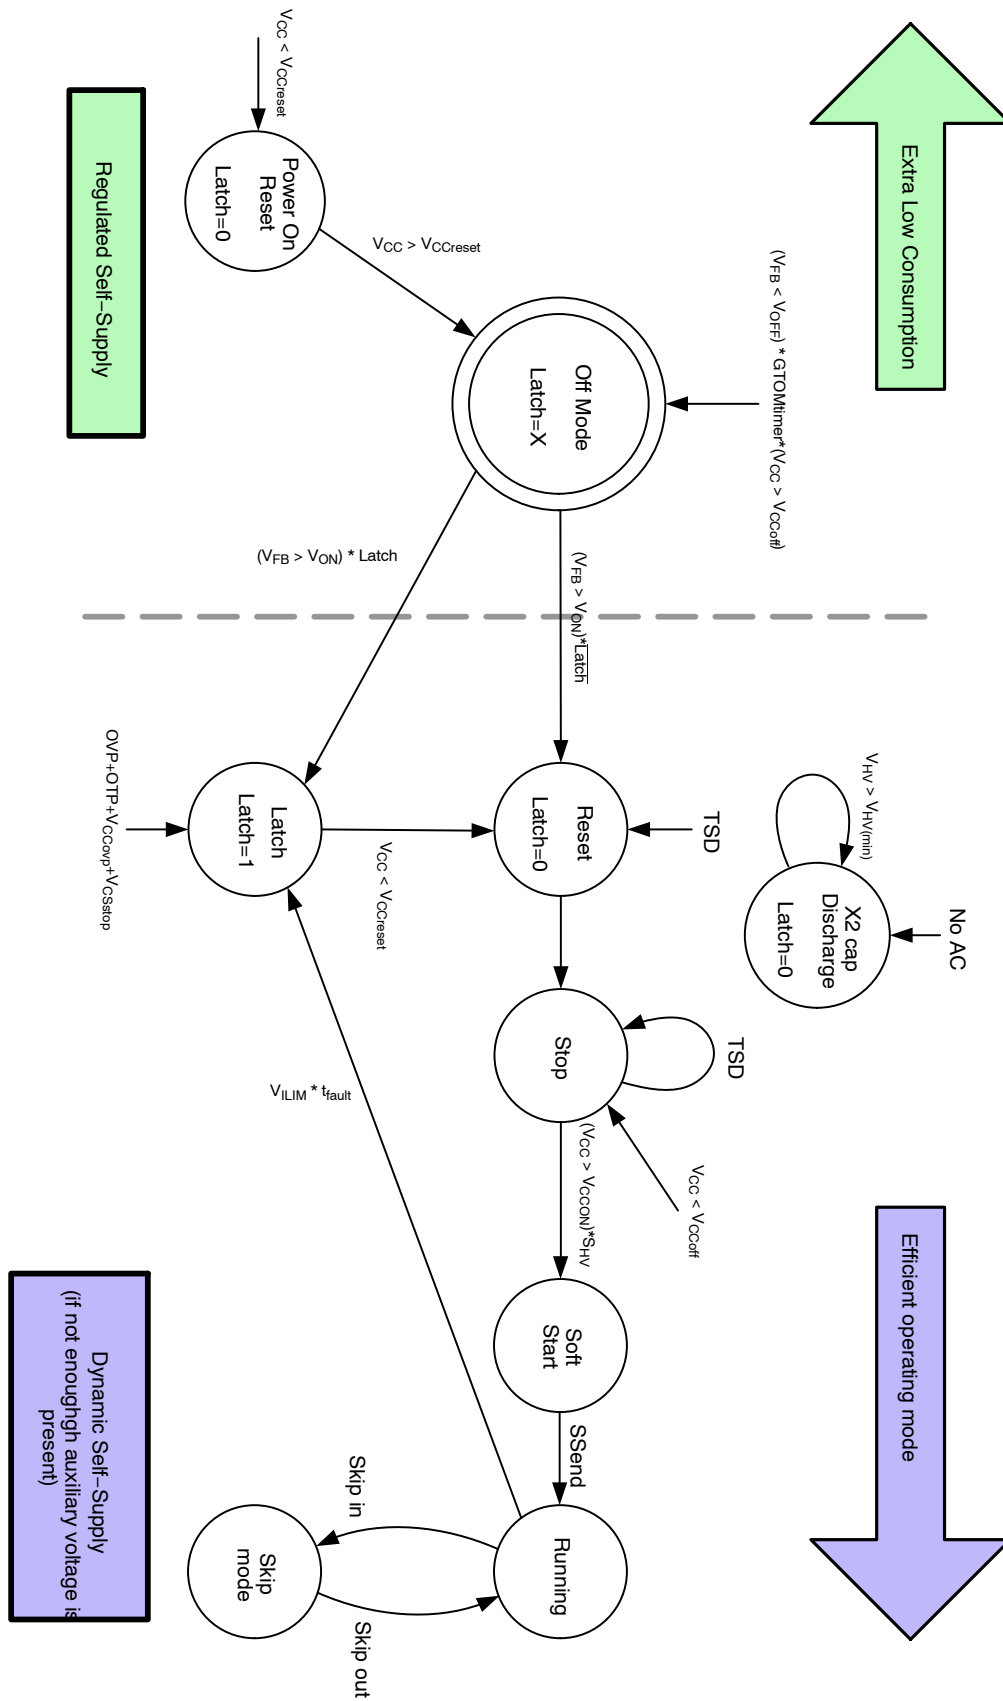 Extra Low Consumption
Efficient operating mode
(V_FB < V_OFF) * GTOMtimer*(V_CC > V_CCoff)
V_HV > V_HV(min)
No AC
X2 cap
Discharge
Latch=0
TSD
TSD
V_CC < V_CCoff
Off Mode
Latch=X
(V_FB > V_ON)*L̅a̅t̅c̅h̅
Reset
Latch=0
Stop
(V_CC > V_CCON)*S_HV
Soft
Start
SSend
Running
V_CC > V_CCreset
V_CC < V_CCreset
Power On
Reset
Latch=0
(V_FB > V_ON) * Latch
V_CC < V_CCreset
V_ILIM * t_fault
Latch
Latch=1
OVP+OTP+V_CCovp+V_CSstop
Skip in
Skip out
Skip
mode
Regulated Self–Supply
Dynamic Self–Supply
(if not enoughgh auxiliary voltage is
present)